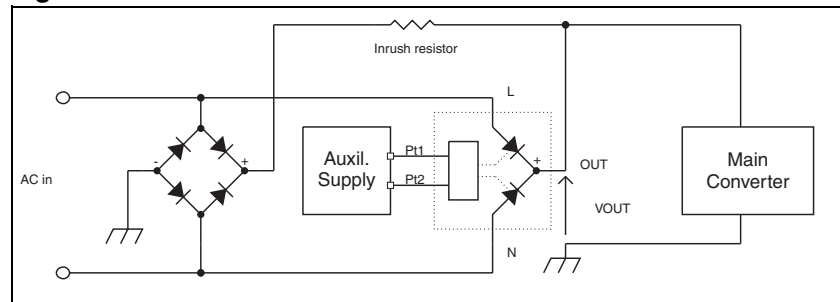 Inrush resistor
L
AC in
-
+
Auxil.
Supply
Pt1
Pt2
+
OUT
VOUT
N
Main
Converter